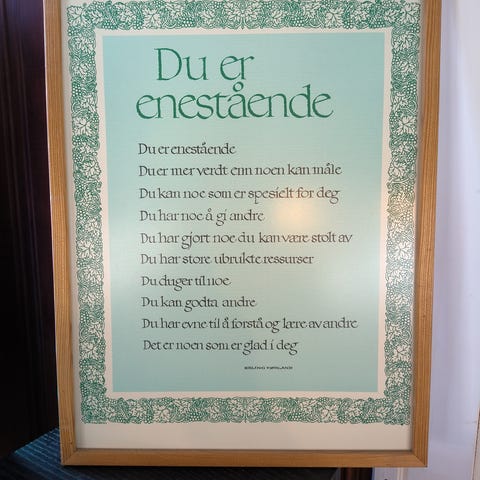 Du er
enestående
Du er enestående
Du er mer verdt enn noen kan måle
Du kan noe som er spesielt for deg
Du har noe å gi andre
Du har gjørt noe du kan være stolt av
Du har store ubrukte ressurser
Du duger til noe
Du kan godta andre
Du har evne til å forstå og lære av andre
Det er noen som er glad i deg
ERLING FØRLAND